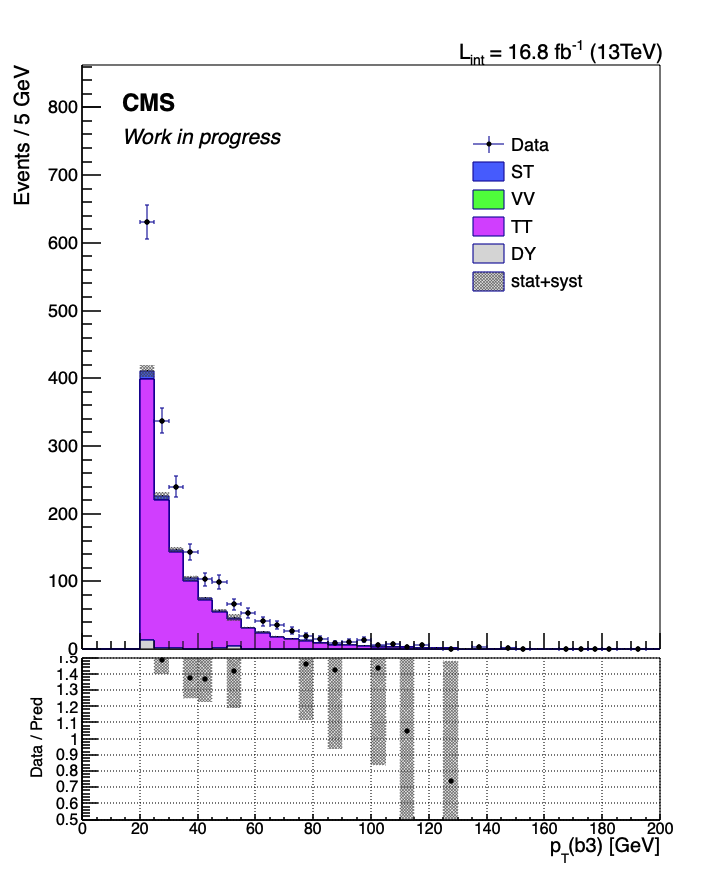 L_int = 16.8 fb⁻¹ (13TeV)
Events / 5 GeV
CMS
Work in progress
Data
ST
VV
TT
DY
stat+syst
800
700
600
500
400
300
200
100
0
Data / Pred
1.5
1.4
1.3
1.2
1.1
1
0.9
0.8
0.7
0.6
0.5
0 20 40 60 80 100 120 140 160 180 200
p_T(b3) [GeV]